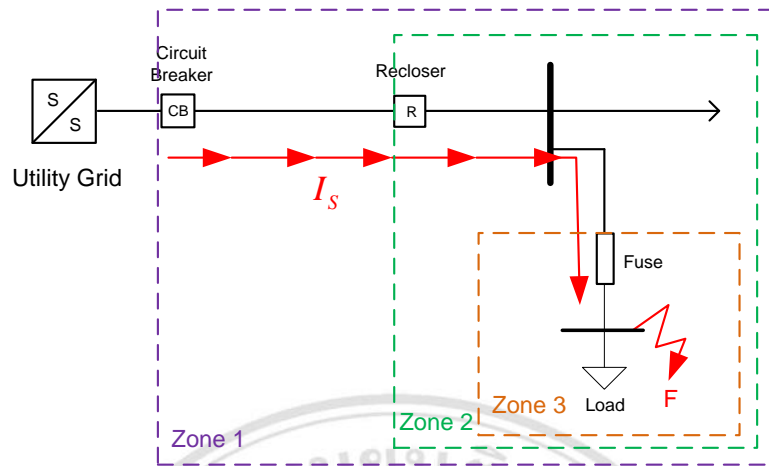 Circuit
Breaker
Recloser
S
S
CB
R
Utility Grid
I_S
Fuse
Load
F
Zone 3
Zone 2
Zone 1